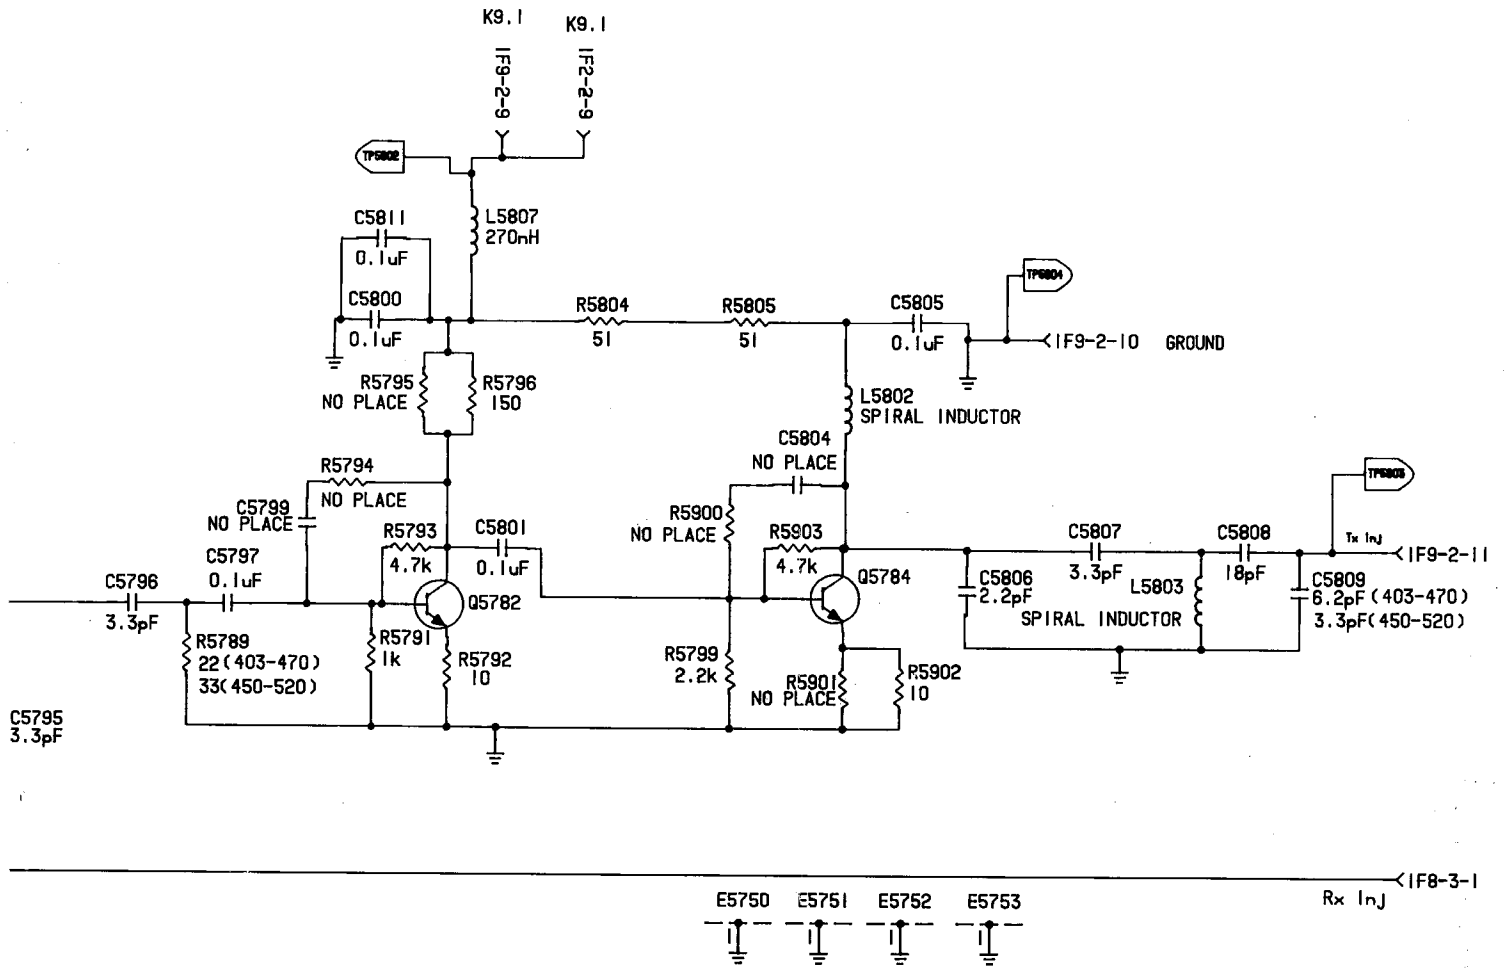 K9.1
K9.1
IF9-2-9
IF2-2-9
TP5802
L5807
270nH
C5811
0.1uF
C5800
0.1uF
R5804
51
R5805
51
C5805
0.1uF
TP5804
IF9-2-10 GROUND
R5795
NO PLACE
R5796
150
L5802
SPIRAL INDUCTOR
C5804
NO PLACE
R5794
NO PLACE
C5799
NO PLACE
R5793
4.7k
C5801
0.1uF
R5900
NO PLACE
R5903
4.7k
TP5803
C5797
0.1uF
C5796
3.3pF
Q5782
Q5784
C5807
3.3pF
C5808
18pF
Tx Inj
IF9-2-11
C5806
2.2pF
L5803
SPIRAL INDUCTOR
C5809
6.2pF (403-470)
3.3pF(450-520)
R5789
22(403-470)
33(450-520)
R5791
1k
R5792
10
R5799
2.2k
R5901
NO PLACE
R5902
10
C5795
3.3pF
IF8-3-1
Rx Inj
E5750
E5751
E5752
E5753